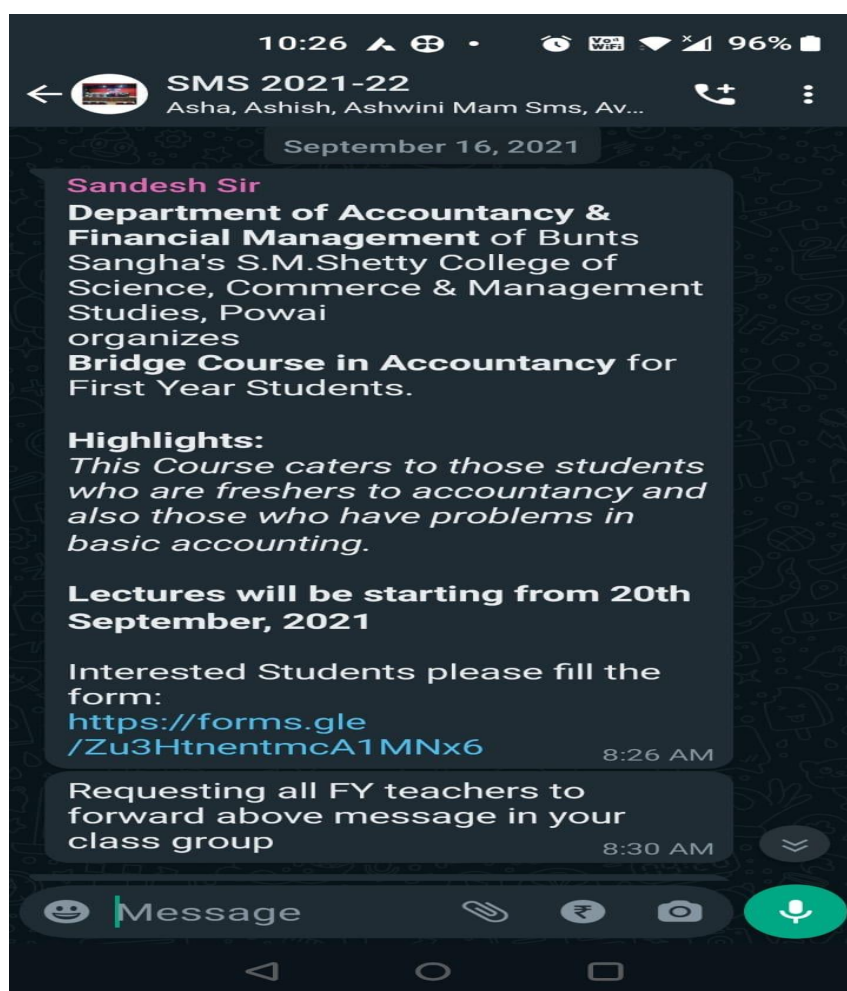 10:26 96%
VoD WiFi
SMS 2021-22
Asha, Ashish, Ashwini Mam Sms, Av...
September 16, 2021
Sandesh Sir
Department of Accountancy &
Financial Management of Bunts
Sangha's S.M.Shetty College of
Science, Commerce & Management
Studies, Powai
organizes
Bridge Course in Accountancy for
First Year Students.
Highlights:
This Course caters to those students
who are freshers to accountancy and
also those who have problems in
basic accounting.
Lectures will be starting from 20th
September, 2021
Interested Students please fill the
form:
https://forms.gle
/Zu3HtnentmcA1MNx6 8:26 AM
Requesting all FY teachers to
forward above message in your
class group 8:30 AM
Message ₹